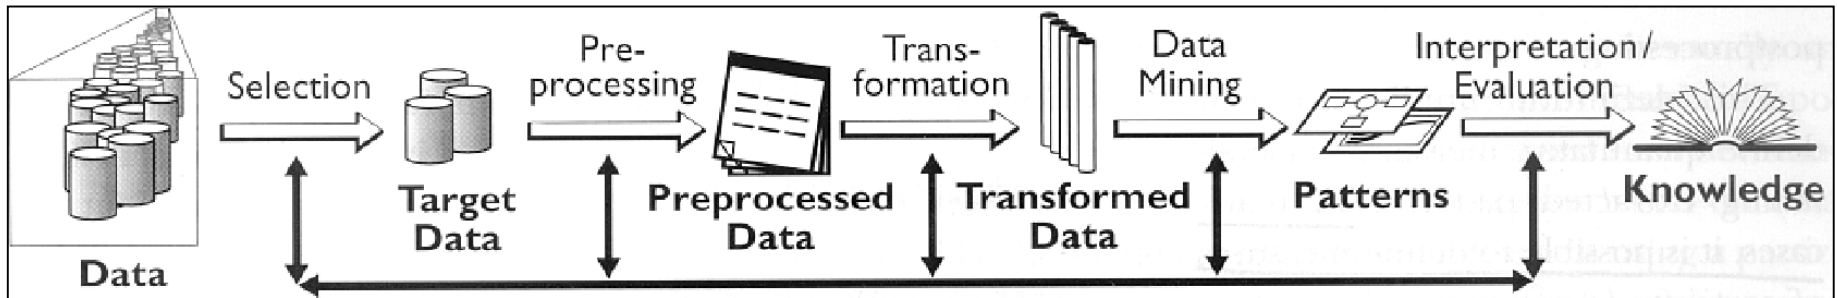 Selection
Pre-
processing
Trans-
formation
Data
Mining
Interpretation/
Evaluation
Data
Target
Data
Preprocessed
Data
Transformed
Data
Patterns
Knowledge